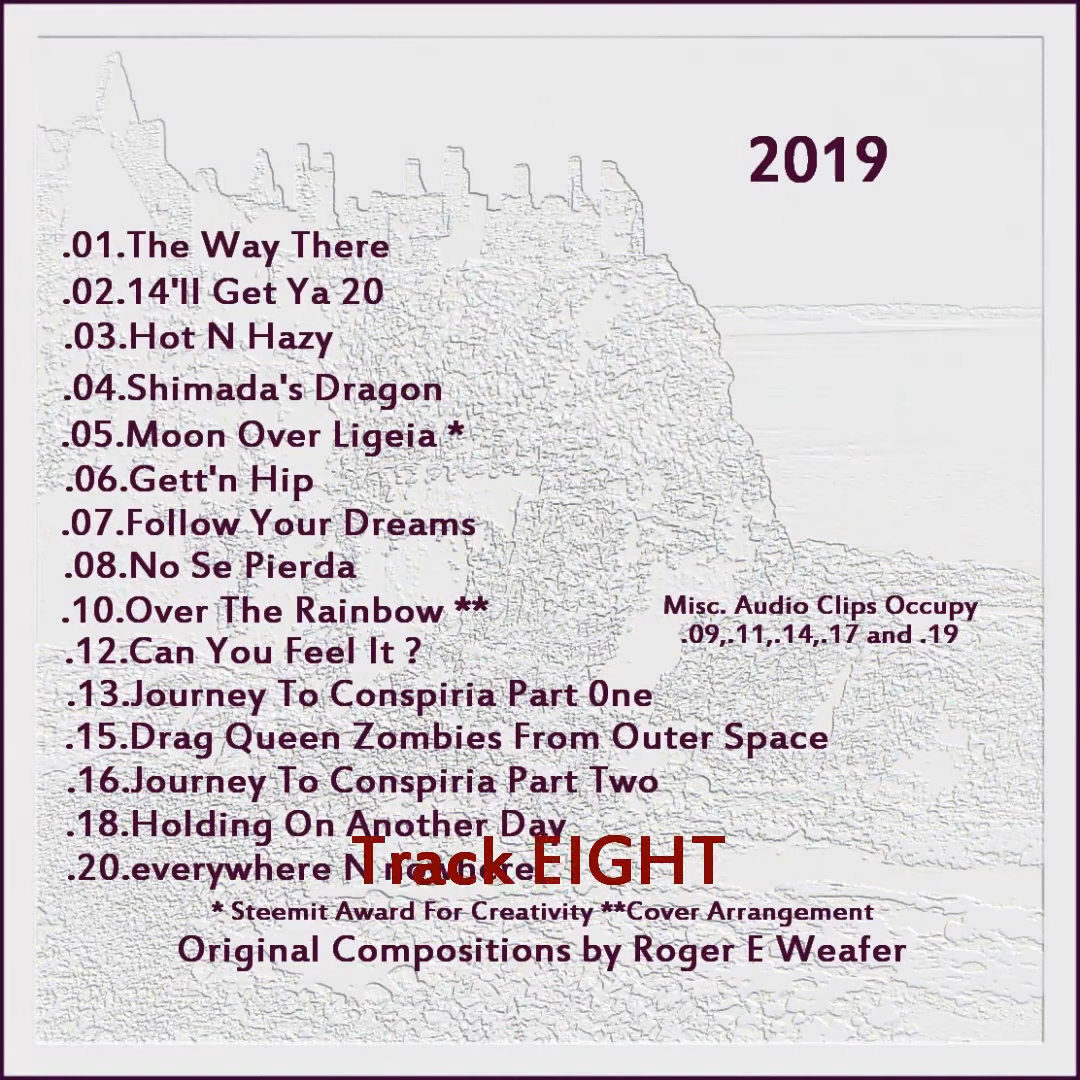 2019
.01.The Way There
.02.14'll Get Ya 20
.03.Hot N Hazy
.04.Shimada's Dragon
.05.Moon Over Ligeia *
.06.Gett'n Hip
.07.Follow Your Dreams
.08.No Se Pierda
.10.Over The Rainbow **
.12.Can You Feel It ?
.13.Journey To Conspiria Part 0ne
.15.Drag Queen Zombies From Outer Space
.16.Journey To Conspiria Part Two
.18.Holding On Another Day
.20.everywhere N nowhere
Track EIGHT
Misc. Audio Clips Occupy
.09,.11,.14,.17 and .19
* Steemit Award For Creativity **Cover Arrangement
Original Compositions by Roger E Weafer